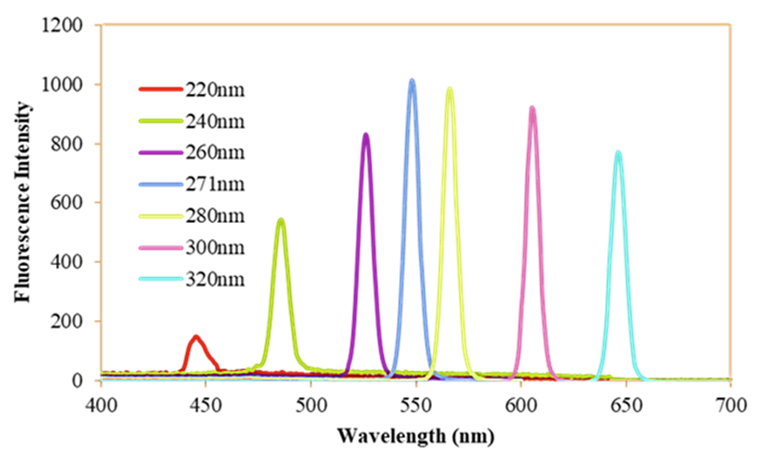 1200
1000
800
600
400
200
0
Fluorescence Intensity
220nm
240nm
260nm
271nm
280nm
300nm
320nm
400 450 500 550 600 650 700
Wavelength (nm)